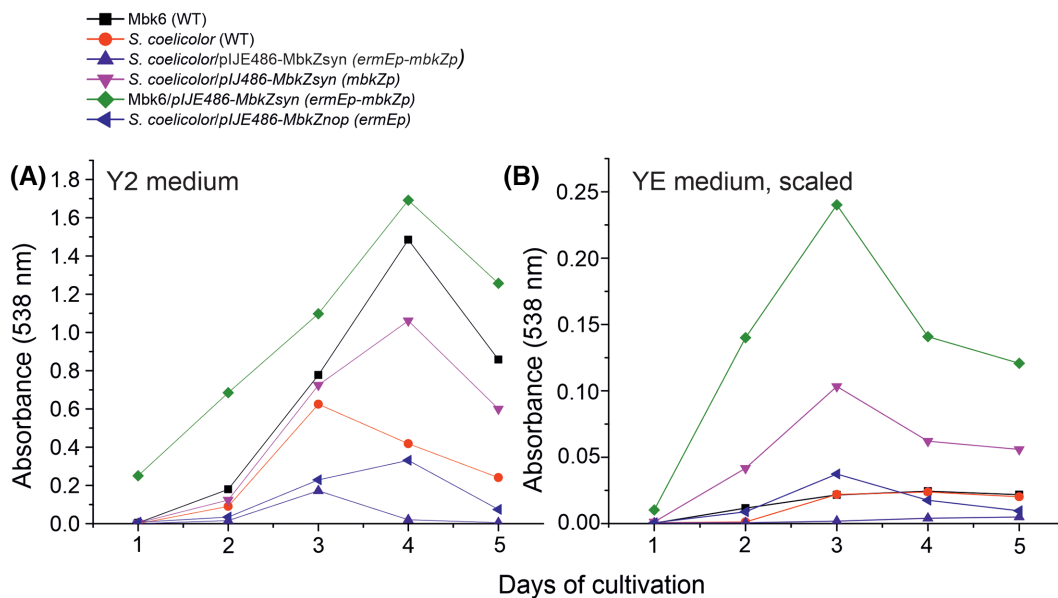 Mbk6 (WT)
S. coelicolor (WT)
S. coelicolor/pIJE486-MbkZsyn (ermEp-mbkZp)
S. coelicolor/pIJ486-MbkZsyn (mbkZp)
Mbk6/pIJE486-MbkZsyn (ermEp-mbkZp)
S. coelicolor/pIJE486-MbkZnop (ermEp)
(A)
Y2 medium
Absorbance (538 nm)
1.8
1.6
1.4
1.2
1.0
0.8
0.6
0.4
0.2
0.0
1 2 3 4 5
(B)
YE medium, scaled
Absorbance (538 nm)
0.25
0.20
0.15
0.10
0.05
0.00
1 2 3 4 5
Days of cultivation